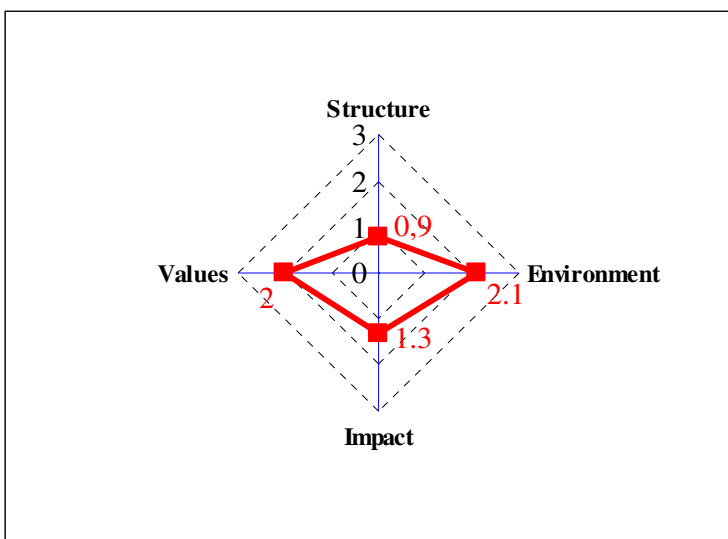 Structure
3
2
1
0,9
0
Values
Environment
2
2.1
1.3
Impact